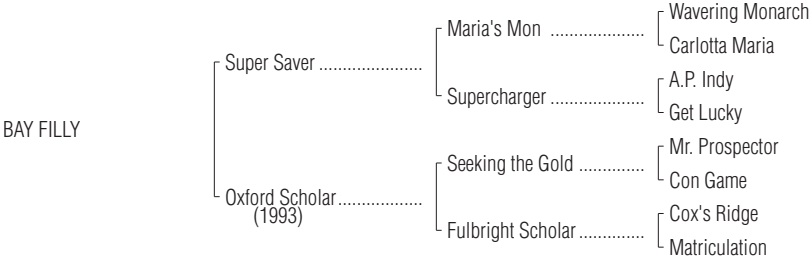 Wavering Monarch
Maria's Mon ....................
Carlotta Maria
Super Saver ......................
A.P. Indy
Supercharger ....................
Get Lucky
BAY FILLY
Mr. Prospector
Seeking the Gold ..............
Con Game
Oxford Scholar..................
(1993)
Cox's Ridge
Fulbright Scholar ..............
Matriculation